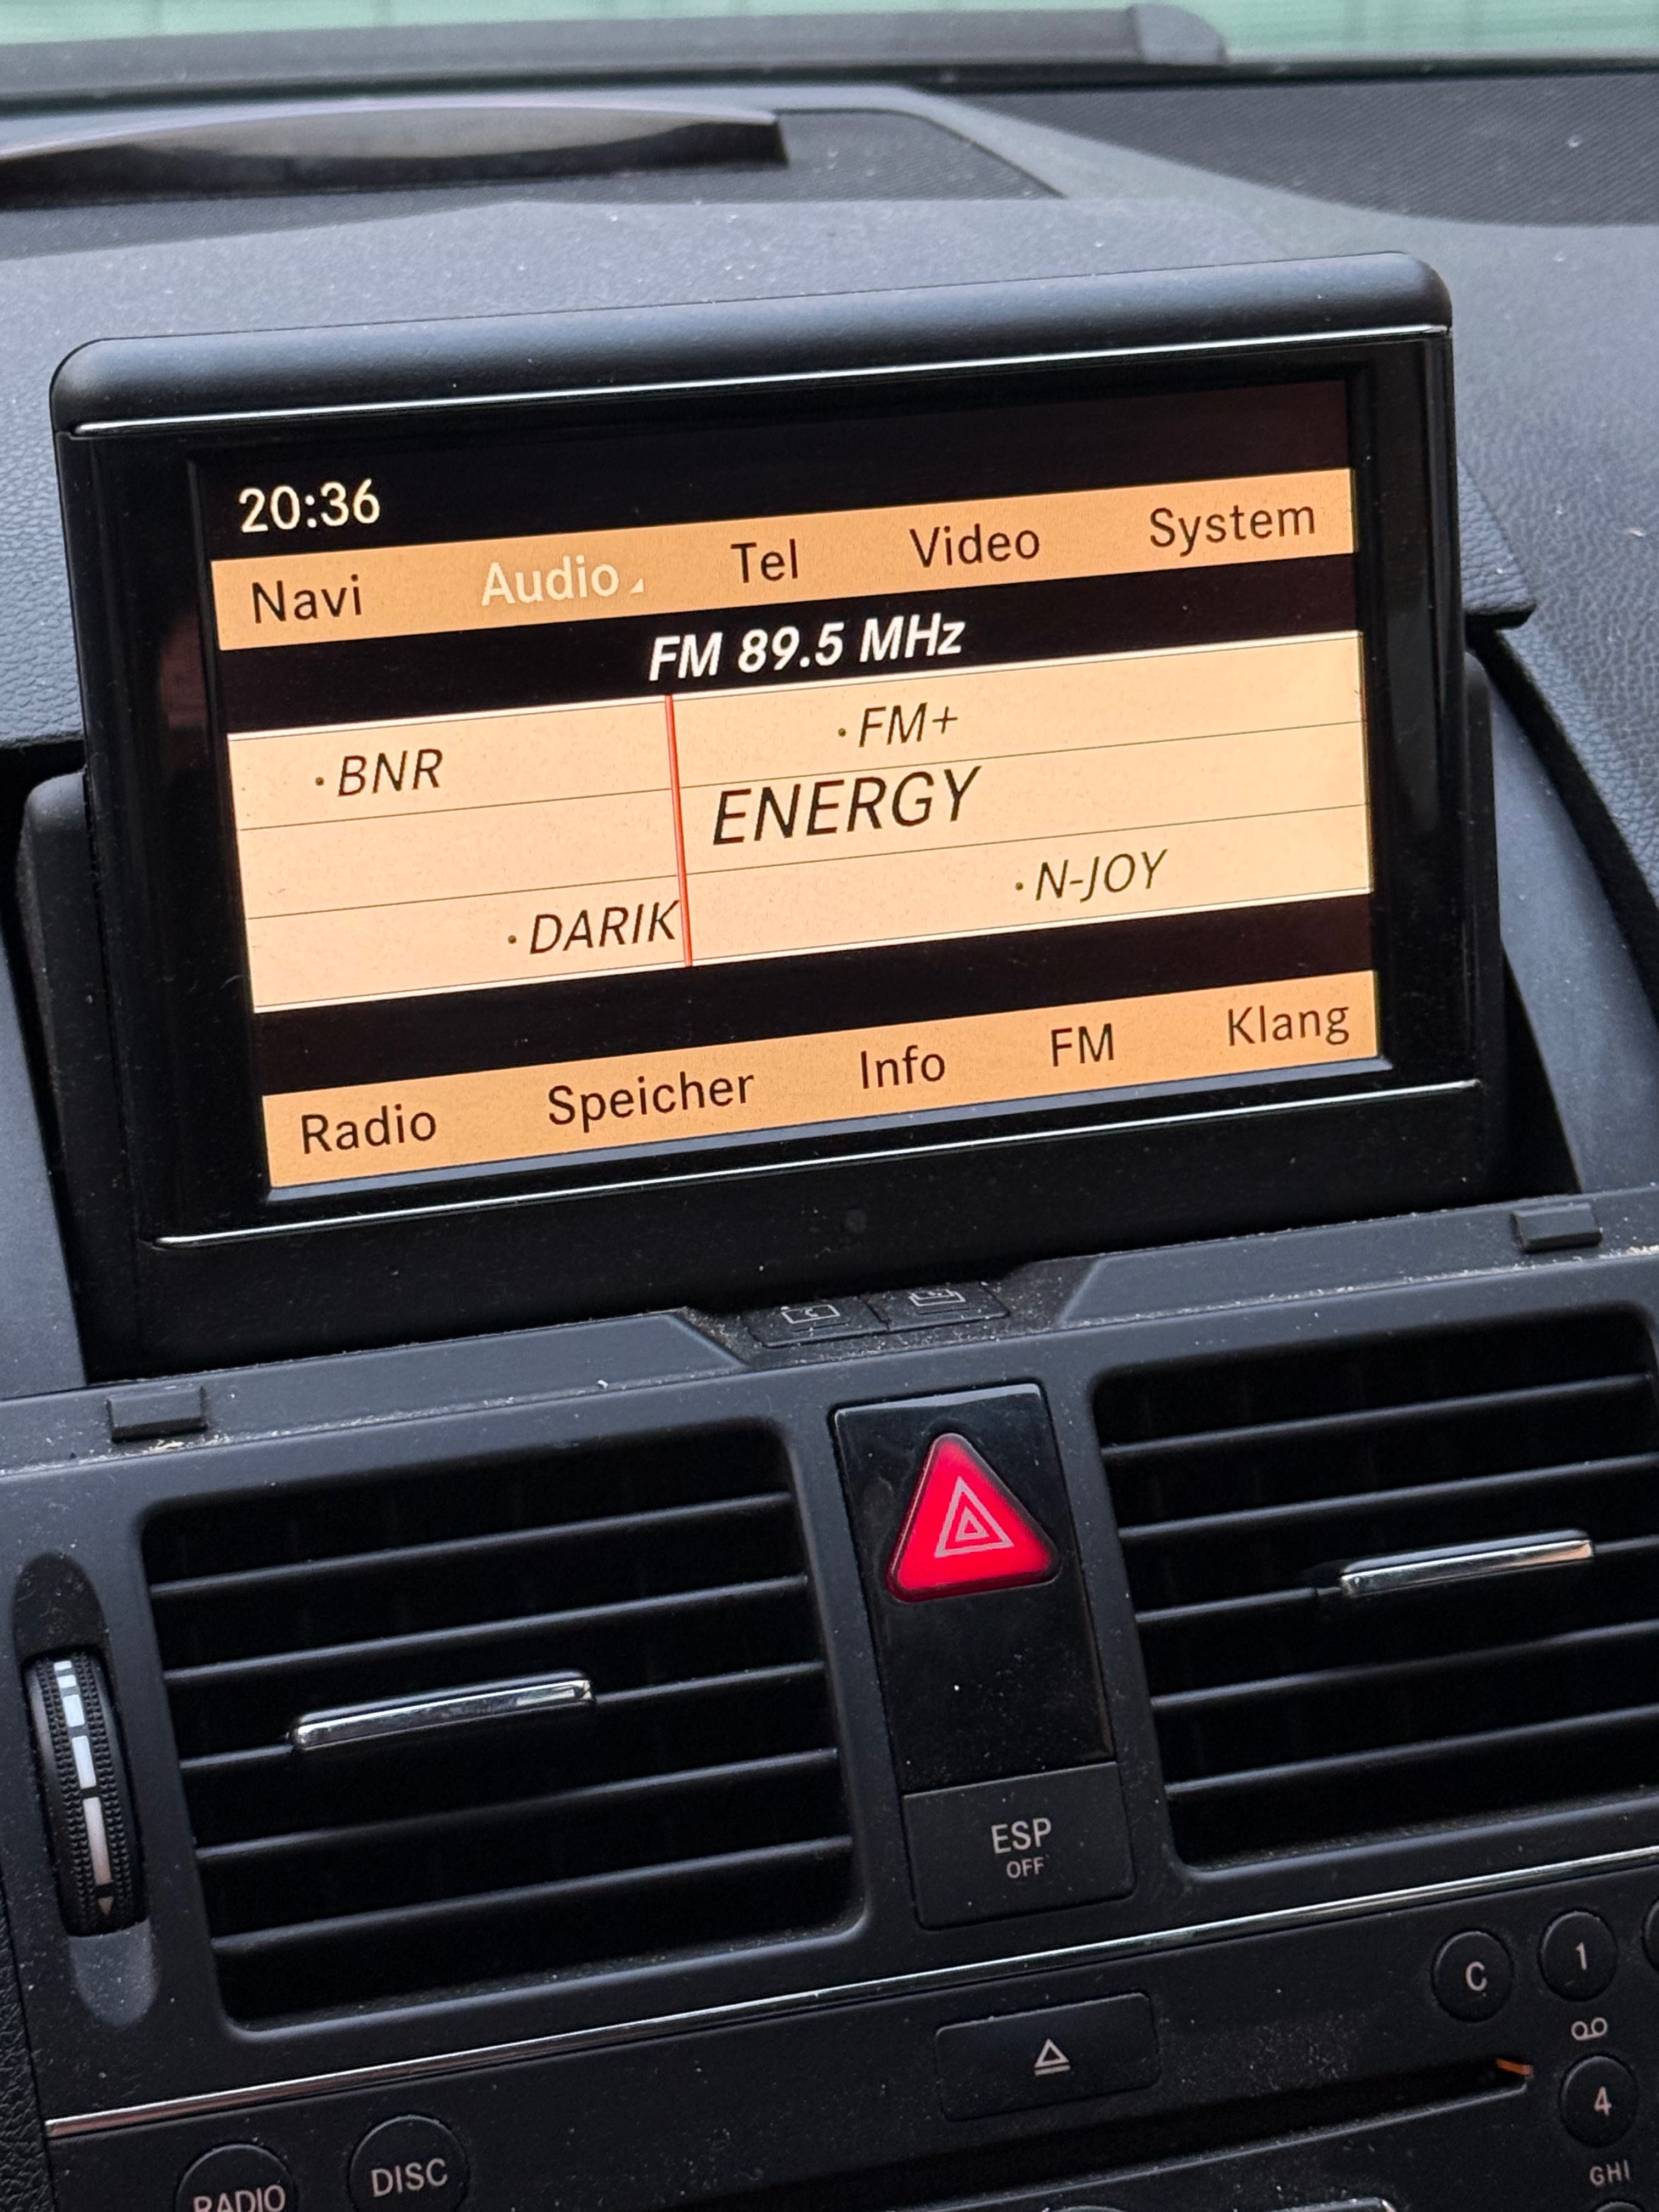 20:36
Navi Audio Tel Video System
FM 89.5 MHz
·BNR ·FM+
ENERGY
·DARIK ·N-JOY
Radio Speicher Info FM Klang
ESP
OFF
C 1
4
GHI
RADIO DISC